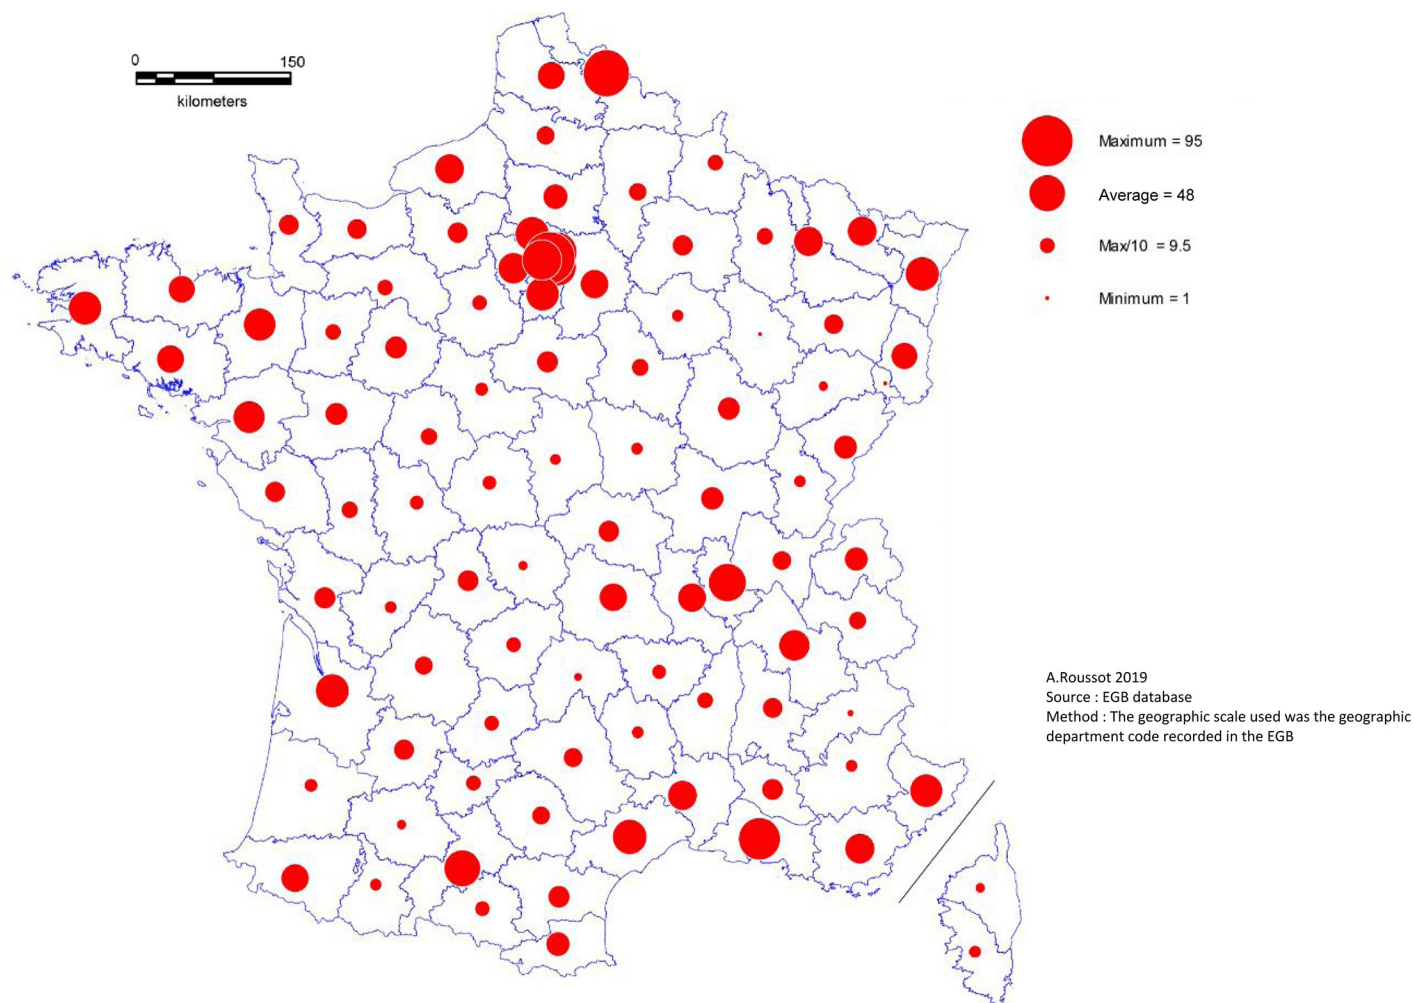 0 150
kilometers
Maximum = 95
Average = 48
Max/10 = 9.5
Minimum = 1
A.Roussot 2019
Source : EGB database
Method : The geographic scale used was the geographic
department code recorded in the EGB